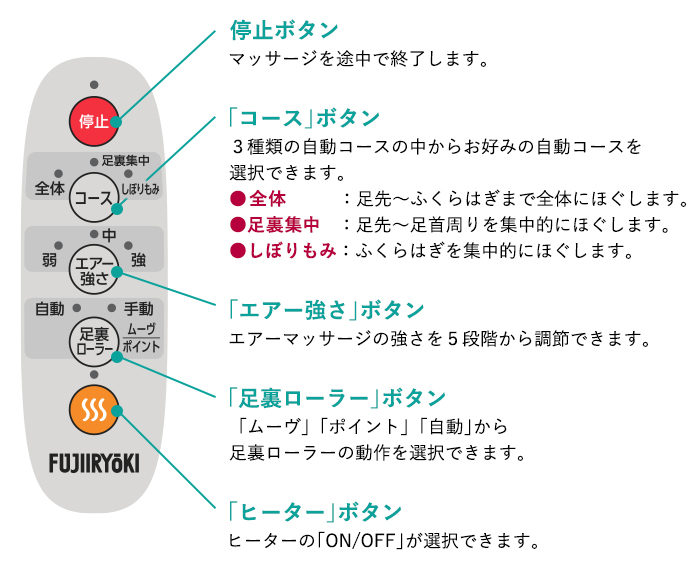 停止ボタン
マッサージを途中で終了します。
停止
「コース」ボタン
３種類の自動コースの中からお好みの自動コースを
選択できます。
●全体　　　：足先～ふくらはぎまで全体にほぐします。
●足裏集中　：足先～足首周りを集中的にほぐします。
●しぼりもみ：ふくらはぎを集中的にほぐします。
足裏集中
全体
しぼりもみ
コース
中
弱
強
エアー
強さ
「エアー強さ」ボタン
エアーマッサージの強さを５段階から調節できます。
自動
手動
足裏
ローラー
ムーヴ
ポイント
「足裏ローラー」ボタン
「ムーヴ」「ポイント」「自動」から
足裏ローラーの動作を選択できます。
FUJIIRYōKI
「ヒーター」ボタン
ヒーターの「ON/OFF」が選択できます。